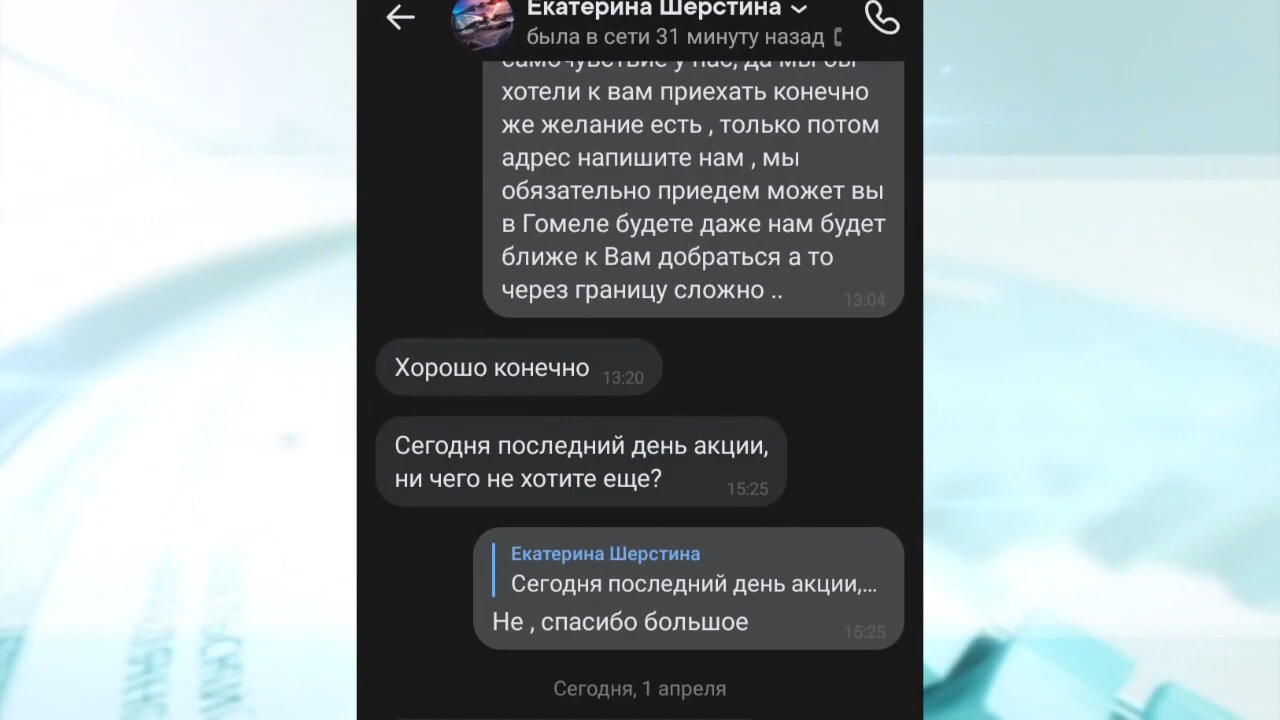 Екатерина Шерстина
была в сети 31 минуту назад
самочувствие у нас, да мы бы
хотели к вам приехать конечно
же желание есть , только потом
адрес напишите нам , мы
обязательно приедем может вы
в Гомеле будете даже нам будет
ближе к Вам добраться а то
через границу сложно ..
13:04
Хорошо конечно
13:20
Сегодня последний день акции,
ни чего не хотите еще?
15:25
Екатерина Шерстина
Сегодня последний день акции,...
Не , спасибо большое
15:25
Сегодня, 1 апреля